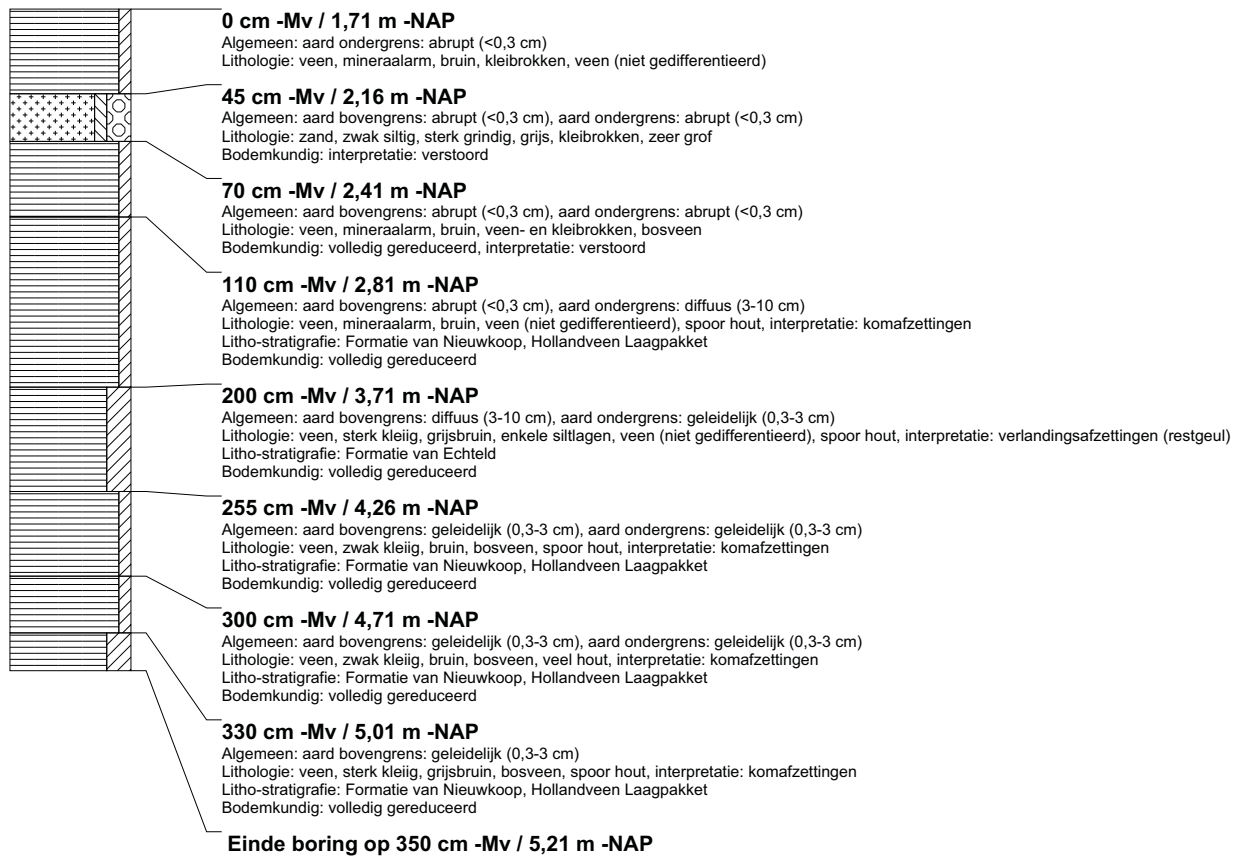 0 cm -Mv / 1,71 m -NAP
Algemeen: aard ondergrens: abrupt (<0,3 cm)
Lithologie: veen, mineraalarm, bruin, kleibrokken, veen (niet gedifferentieerd)
45 cm -Mv / 2,16 m -NAP
Algemeen: aard bovengrens: abrupt (<0,3 cm), aard ondergrens: abrupt (<0,3 cm)
Lithologie: zand, zwak siltig, sterk grindig, grijs, kleibrokken, zeer grof
Bodemkundig: interpretatie: verstoord
70 cm -Mv / 2,41 m -NAP
Algemeen: aard bovengrens: abrupt (<0,3 cm), aard ondergrens: abrupt (<0,3 cm)
Lithologie: veen, mineraalarm, bruin, veen- en kleibrokken, bosveen
Bodemkundig: volledig gereduceerd, interpretatie: verstoord
110 cm -Mv / 2,81 m -NAP
Algemeen: aard bovengrens: abrupt (<0,3 cm), aard ondergrens: diffuus (3-10 cm)
Lithologie: veen, mineraalarm, bruin, veen (niet gedifferentieerd), spoor hout, interpretatie: komafzettingen
Litho-stratigrafie: Formatie van Nieuwkoop, Hollandveen Laagpakket
Bodemkundig: volledig gereduceerd
200 cm -Mv / 3,71 m -NAP
Algemeen: aard bovengrens: diffuus (3-10 cm), aard ondergrens: geleidelijk (0,3-3 cm)
Lithologie: veen, sterk kleiig, grijsbruin, enkele siltlagen, veen (niet gedifferentieerd), spoor hout, interpretatie: verlandingsafzettingen (restgeul)
Litho-stratigrafie: Formatie van Echteld
Bodemkundig: volledig gereduceerd
255 cm -Mv / 4,26 m -NAP
Algemeen: aard bovengrens: geleidelijk (0,3-3 cm), aard ondergrens: geleidelijk (0,3-3 cm)
Lithologie: veen, zwak kleiig, bruin, bosveen, spoor hout, interpretatie: komafzettingen
Litho-stratigrafie: Formatie van Nieuwkoop, Hollandveen Laagpakket
Bodemkundig: volledig gereduceerd
300 cm -Mv / 4,71 m -NAP
Algemeen: aard bovengrens: geleidelijk (0,3-3 cm), aard ondergrens: geleidelijk (0,3-3 cm)
Lithologie: veen, zwak kleiig, bruin, bosveen, veel hout, interpretatie: komafzettingen
Litho-stratigrafie: Formatie van Nieuwkoop, Hollandveen Laagpakket
Bodemkundig: volledig gereduceerd
330 cm -Mv / 5,01 m -NAP
Algemeen: aard bovengrens: geleidelijk (0,3-3 cm)
Lithologie: veen, sterk kleiig, grijsbruin, bosveen, spoor hout, interpretatie: komafzettingen
Litho-stratigrafie: Formatie van Nieuwkoop, Hollandveen Laagpakket
Bodemkundig: volledig gereduceerd
Einde boring op 350 cm -Mv / 5,21 m -NAP